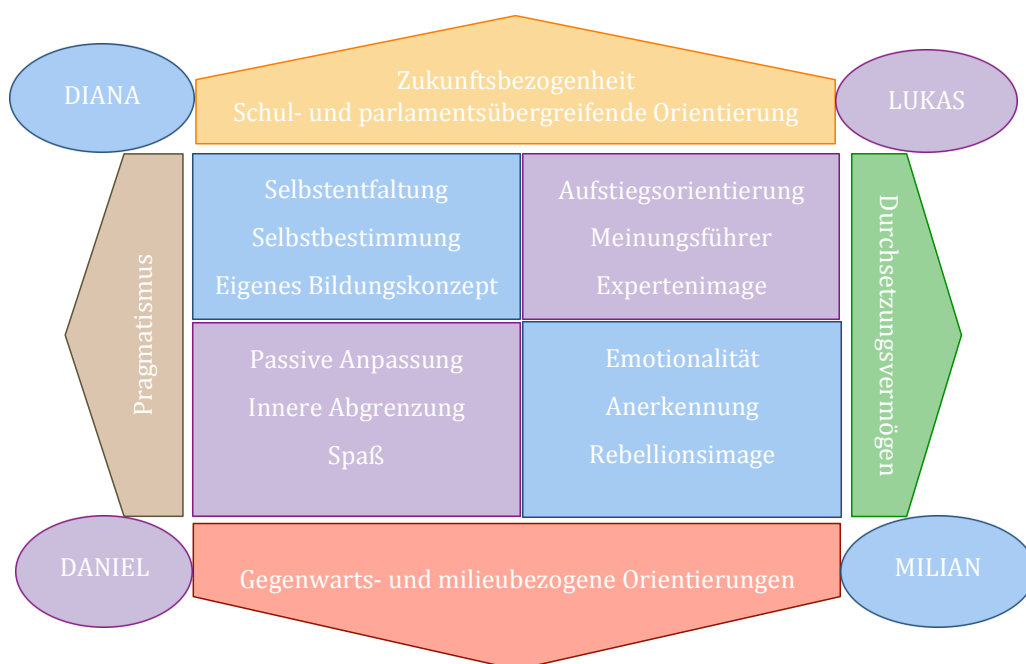 Zukunftsbezogenheit
Schul- und parlamentsübergreifende Orientierung
DIANA
LUKAS
Pragmatismus
Selbstentfaltung
Selbstbestimmung
Eigenes Bildungskonzept
Aufstiegsorientierung
Meinungsführer
Expertenimage
Durchsetzungsvermögen
Passive Anpassung
Innere Abgrenzung
Spaß
Emotionalität
Anerkennung
Rebellionsimage
DANIEL
Gegenwarts- und milieubezogene Orientierungen
MILIAN